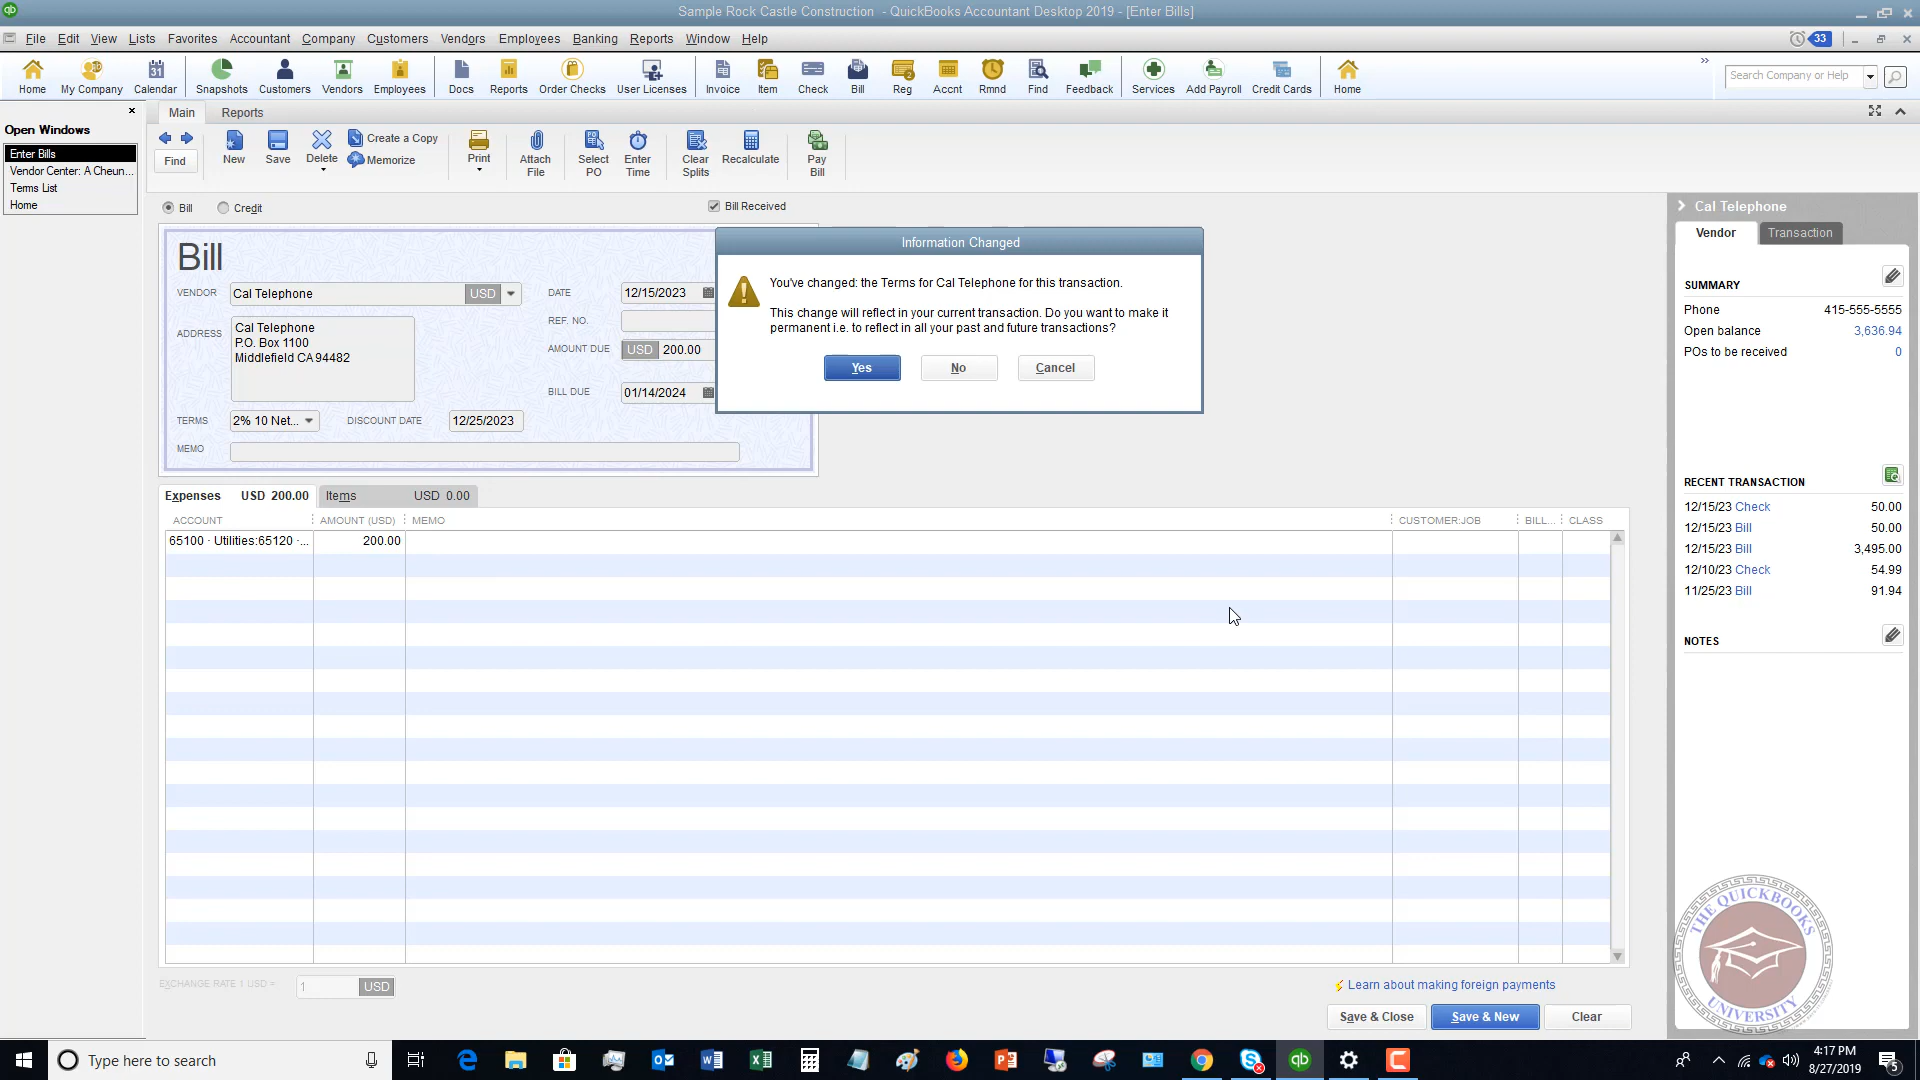 Sample Rock Castle Construction - QuickBooks Accountant Desktop 2019 - [Enter Bills]
File Edit View Lists Favorites Accountant Company Customers Vendors Employees Banking Reports Window Help
33
Home My Company Calendar Snapshots Customers Vendors Employees Docs Reports Order Checks User Licenses Invoice Item Check Bill Reg Accnt Rmnd Find Feedback Services Add Payroll Credit Cards Home
Search Company or Help
Open Windows
Enter Bills
Vendor Center: A Cheun...
Terms List
Home
Main Reports
Find
New
Save
Delete
Create a Copy
Memorize
Print
Attach
File
Select
PO
Enter
Time
Clear
Splits
Recalculate
Pay
Bill
Bill Credit
Bill Received
Bill
VENDOR Cal Telephone USD
DATE 12/15/2023
REF. NO.
ADDRESS
Cal Telephone
P.O. Box 1100
Middlefield CA 94482
AMOUNT DUE USD 200.00
BILL DUE 01/14/2024
TERMS 2% 10 Net... DISCOUNT DATE 12/25/2023
MEMO
Information Changed
You've changed: the Terms for Cal Telephone for this transaction.
This change will reflect in your current transaction. Do you want to make it
permanent i.e. to reflect in all your past and future transactions?
Yes No Cancel
Expenses USD 200.00 Items USD 0.00
ACCOUNT AMOUNT (USD) MEMO CUSTOMER:JOB BILL... CLASS
65100 · Utilities:65120 ·... 200.00
EXCHANGE RATE 1 USD = 1 USD
Learn about making foreign payments
Save & Close Save & New Clear
Cal Telephone
Vendor Transaction
SUMMARY
Phone 415-555-5555
Open balance 3,636.94
POs to be received 0
RECENT TRANSACTION
12/15/23 Check 50.00
12/15/23 Bill 50.00
12/15/23 Bill 3,495.00
12/10/23 Check 54.99
11/25/23 Bill 91.94
NOTES
THE QUICKBOOKS
UNIVERSITY
Type here to search
4:17 PM
8/27/2019
5